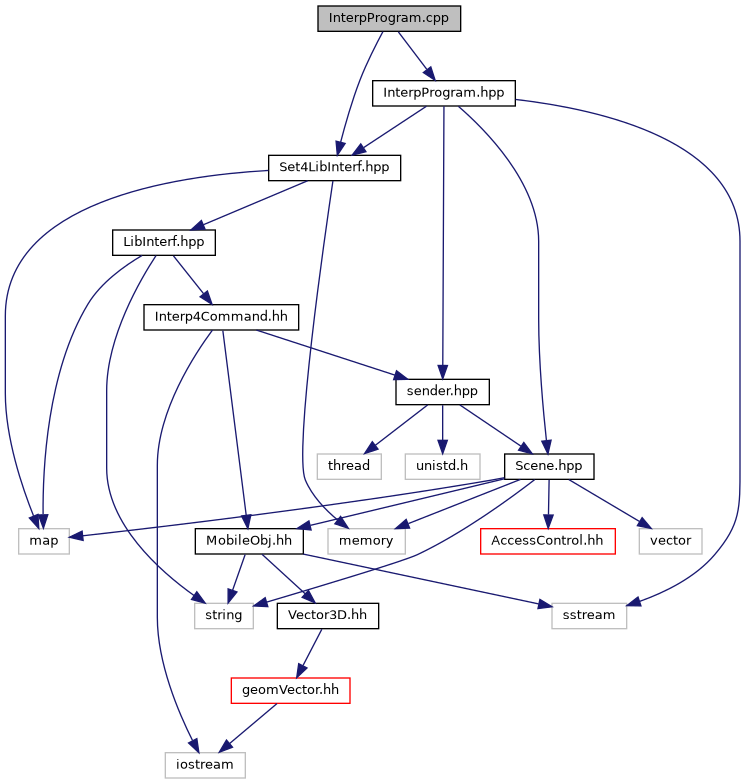 InterpProgram.cpp
InterpProgram.hpp
Set4LibInterf.hpp
LibInterf.hpp
Interp4Command.hh
sender.hpp
thread
unistd.h
Scene.hpp
map
MobileObj.hh
memory
AccessControl.hh
vector
string
Vector3D.hh
sstream
geomVector.hh
iostream